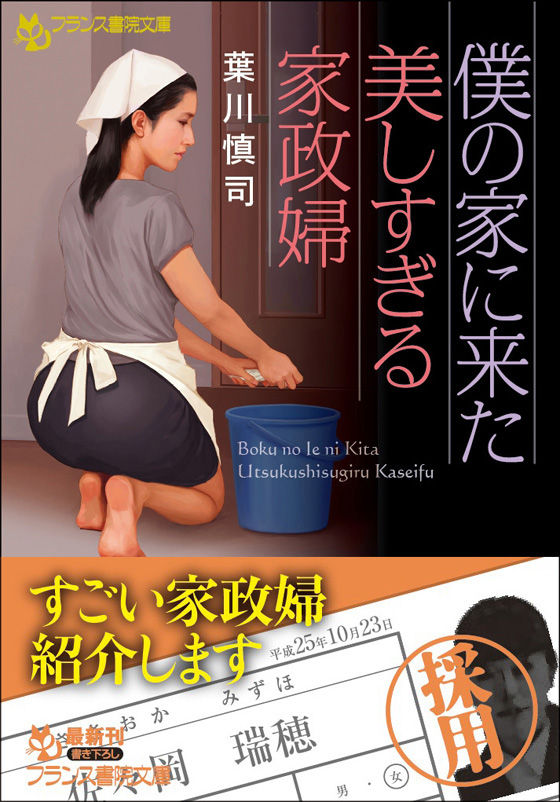 フランス書院文庫
僕の家に来た
美しすぎる
家政婦
葉川慎司
Boku no Ie ni Kita
Utsukushisugiru Kaseifu
すごい家政婦
紹介します
平成25年10月23日
おか みずほ
佐々岡 瑞穂
男・女
採用
最新刊
書き下ろし
フランス書院文庫